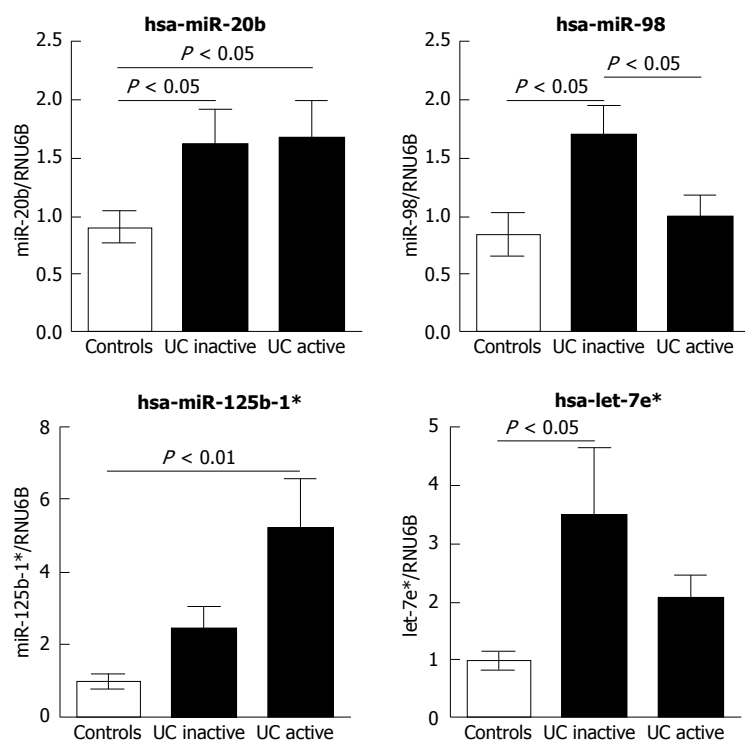 hsa-miR-20b
miR-20b/RNU6B
2.5
2.0
1.5
1.0
0.5
0.0
P < 0.05
P < 0.05
Controls UC inactive UC active
hsa-miR-98
miR-98/RNU6B
2.5
2.0
1.5
1.0
0.5
0.0
P < 0.05
P < 0.05
Controls UC inactive UC active
hsa-miR-125b-1*
miR-125b-1*/RNU6B
8
6
4
2
0
P < 0.01
Controls UC inactive UC active
hsa-let-7e*
let-7e*/RNU6B
5
4
3
2
1
0
P < 0.05
Controls UC inactive UC active